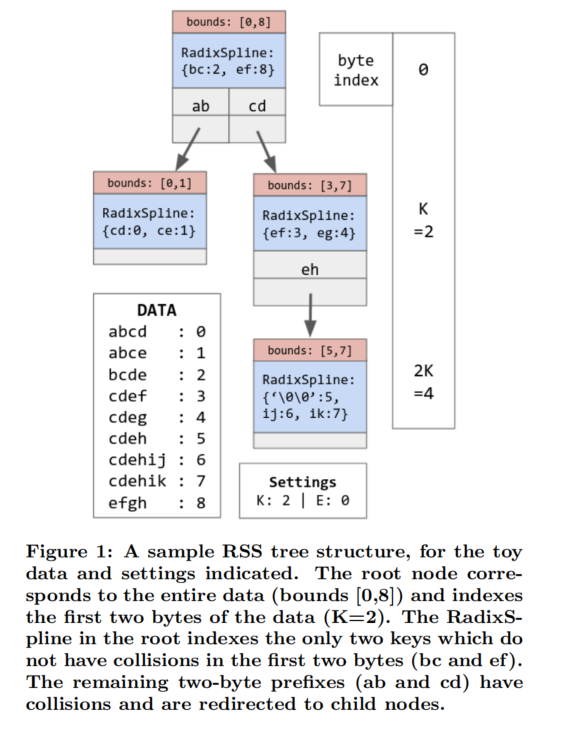 bounds: [0,8]
RadixSpline:
{bc:2, ef:8}
ab cd
byte
index
0
bounds: [0,1]
RadixSpline:
{cd:0, ce:1}
bounds: [3,7]
RadixSpline:
{ef:3, eg:4}
eh
K
=2
bounds: [5,7]
RadixSpline:
{‘\0\0’:5,
ij:6, ik:7}
2K
=4
DATA
abcd : 0
abce : 1
bcde : 2
cdef : 3
cdeg : 4
cdeh : 5
cdehij : 6
cdehik : 7
efgh : 8
Settings
K: 2 | E: 0
Figure 1: A sample RSS tree structure, for the toy
data and settings indicated. The root node corre-
sponds to the entire data (bounds [0,8]) and indexes
the first two bytes of the data (K=2). The RadixS-
pline in the root indexes the only two keys which do
not have collisions in the first two bytes (bc and ef).
The remaining two-byte prefixes (ab and cd) have
collisions and are redirected to child nodes.